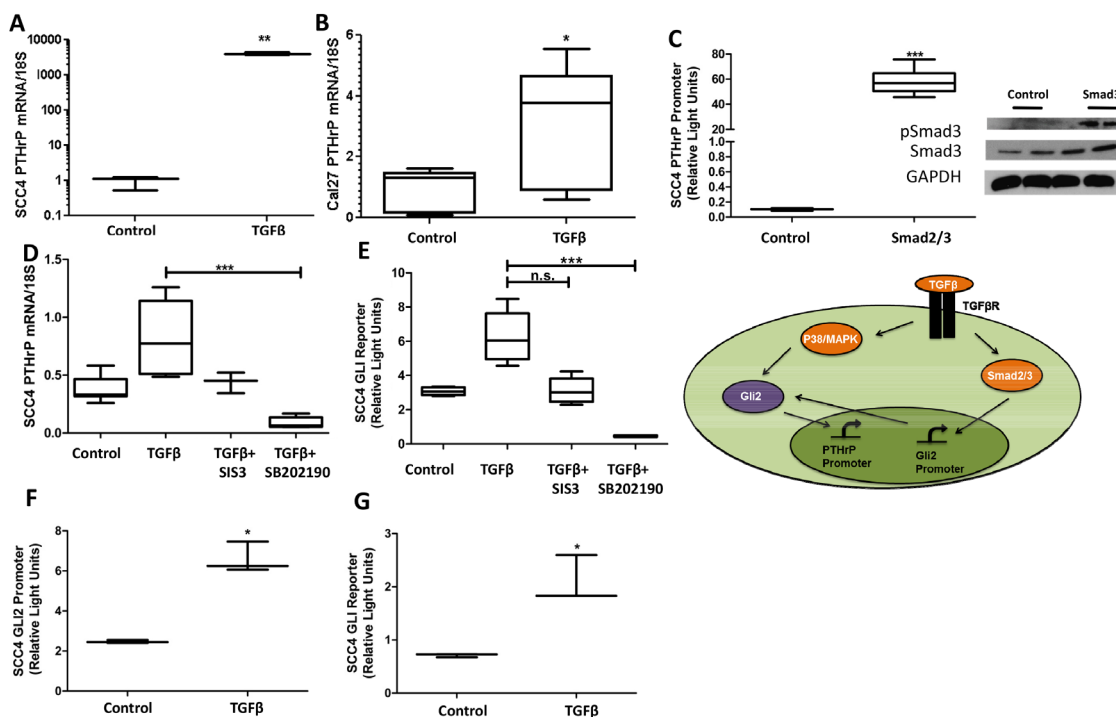 A
SCC4 PTHrP mRNA/18S
10000
1000
100
10
1
0.1
**
Control
TGFβ
B
Cal27 PTHrP mRNA/18S
6
4
2
0
*
Control
TGFβ
C
SCC4 PTHrP Promoter
(Relative Light Units)
100
80
60
40
20
1.0
0.8
0.6
0.4
0.2
0.0
***
Control
Smad2/3
Control
Smad3
pSmad3
Smad3
GAPDH
D
SCC4 PTHrP mRNA/18S
1.5
1.0
0.5
0.0
***
Control
TGFβ
TGFβ+
SIS3
TGFβ+
SB202190
E
SCC4 GLI Reporter
(Relative Light Units)
10
8
6
4
2
0
***
n.s.
Control
TGFβ
TGFβ+
SIS3
TGFβ+
SB202190
TGFβ
TGFβR
P38/MAPK
Smad2/3
Gli2
PTHrP
Promoter
Gli2
Promoter
F
SCC4 GLI2 Promoter
(Relative Light Units)
8
6
4
2
0
*
Control
TGFβ
G
SCC4 GLI Reporter
(Relative Light Units)
3
2
1
0
*
Control
TGFβ